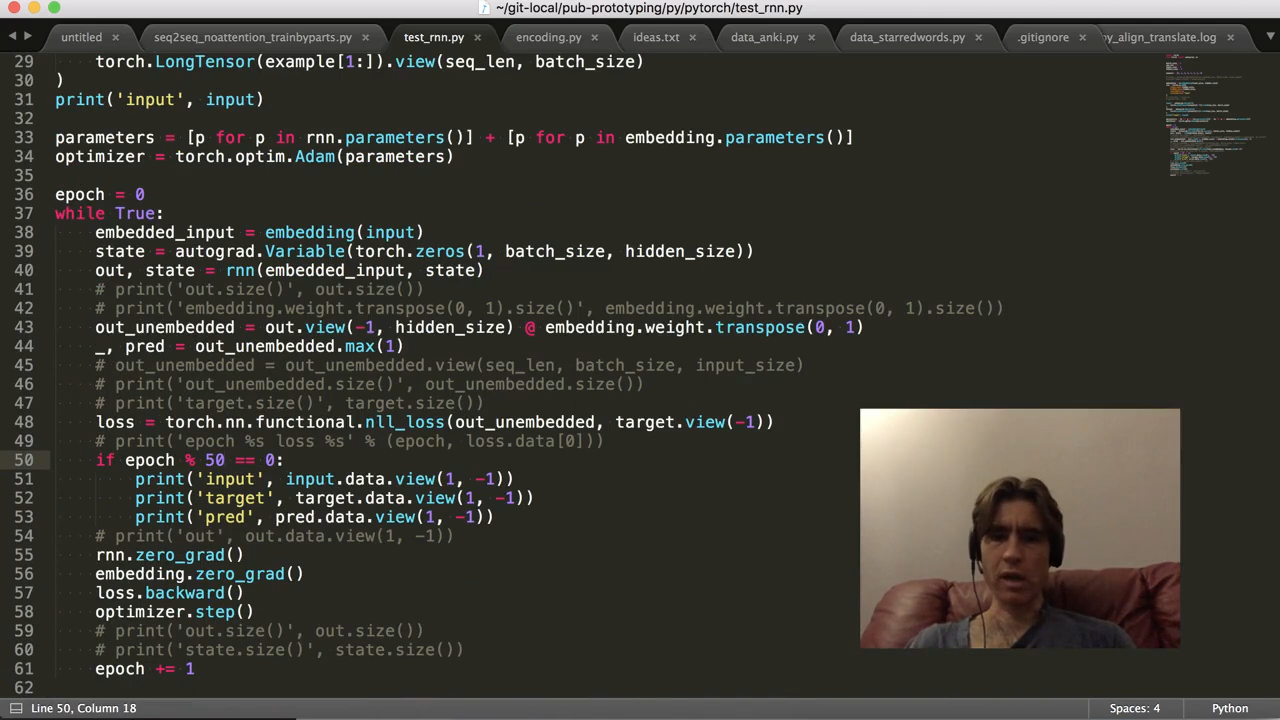 ~/git-local/pub-prototyping/py/pytorch/test_rnn.py
untitled × seq2seq_noattention_trainbyparts.py × test_rnn.py × encoding.py × ideas.txt × data_anki.py × data_starredwords.py × .gitignore × py_align_translate.log ×
29 torch.LongTensor(example[1:]).view(seq_len, batch_size)
30 )
31 print('input', input)
32
33 parameters = [p for p in rnn.parameters()] + [p for p in embedding.parameters()]
34 optimizer = torch.optim.Adam(parameters)
35
36 epoch = 0
37 while True:
38 embedded_input = embedding(input)
39 state = autograd.Variable(torch.zeros(1, batch_size, hidden_size))
40 out, state = rnn(embedded_input, state)
41 # print('out.size()', out.size())
42 # print('embedding.weight.transpose(0, 1).size()', embedding.weight.transpose(0, 1).size())
43 out_unembedded = out.view(-1, hidden_size) @ embedding.weight.transpose(0, 1)
44 _, pred = out_unembedded.max(1)
45 # out_unembedded = out_unembedded.view(seq_len, batch_size, input_size)
46 # print('out_unembedded.size()', out_unembedded.size())
47 # print('target.size()', target.size())
48 loss = torch.nn.functional.nll_loss(out_unembedded, target.view(-1))
49 # print('epoch %s loss %s' % (epoch, loss.data[0]))
50 if epoch % 50 == 0:
51 print('input', input.data.view(1, -1))
52 print('target', target.data.view(1, -1))
53 print('pred', pred.data.view(1, -1))
54 # print('out', out.data.view(1, -1))
55 rnn.zero_grad()
56 embedding.zero_grad()
57 loss.backward()
58 optimizer.step()
59 # print('out.size()', out.size())
60 # print('state.size()', state.size())
61 epoch += 1
62
Line 50, Column 18 Spaces: 4 Python